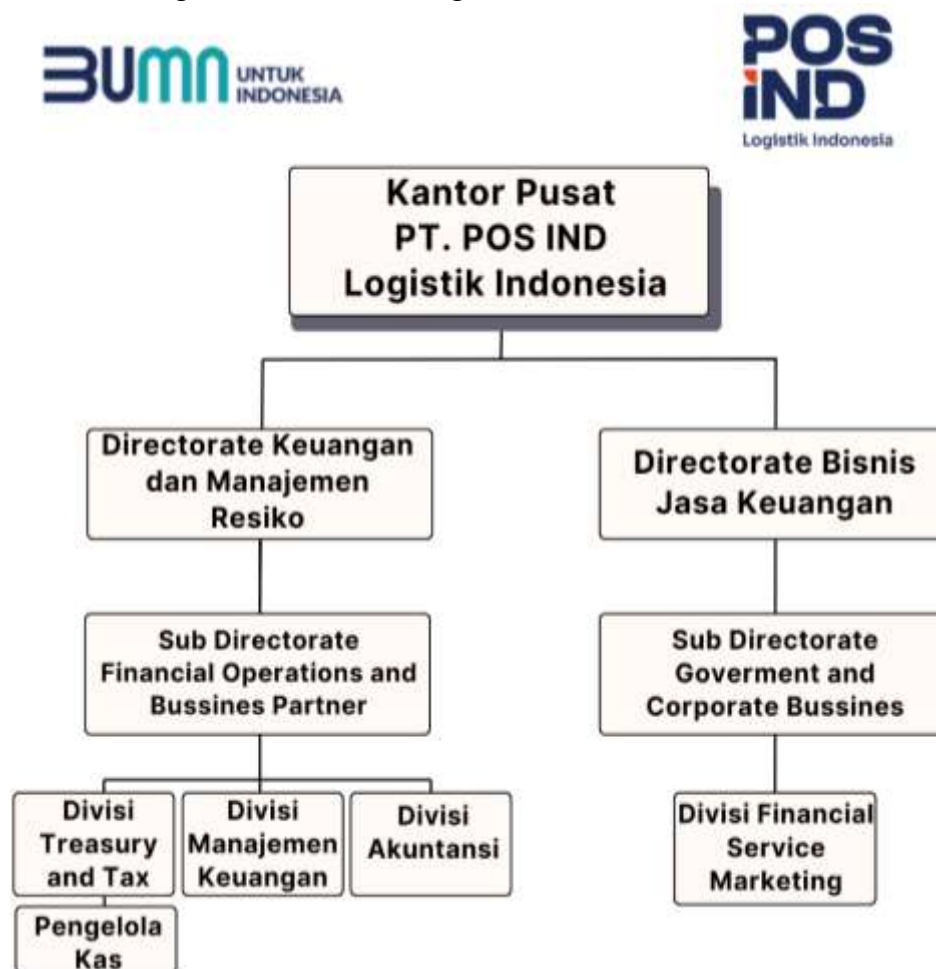 BUMN UNTUK
INDONESIA
POS
IND
Logistik Indonesia
Kantor Pusat
PT. POS IND
Logistik Indonesia
Directorate Keuangan
dan Manajemen
Resiko
Directorate Bisnis
Jasa Keuangan
Sub Directorate
Financial Operations and
Bussines Partner
Sub Directorate
Goverment and
Corporate Bussines
Divisi
Treasury
and Tax
Divisi
Manajemen
Keuangan
Divisi
Akuntansi
Divisi Financial
Service
Marketing
Pengelola
Kas